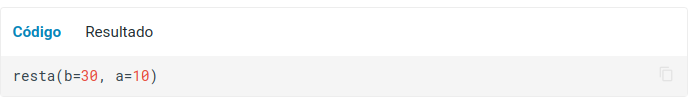 Código Resultado
resta(b=30, a=10)